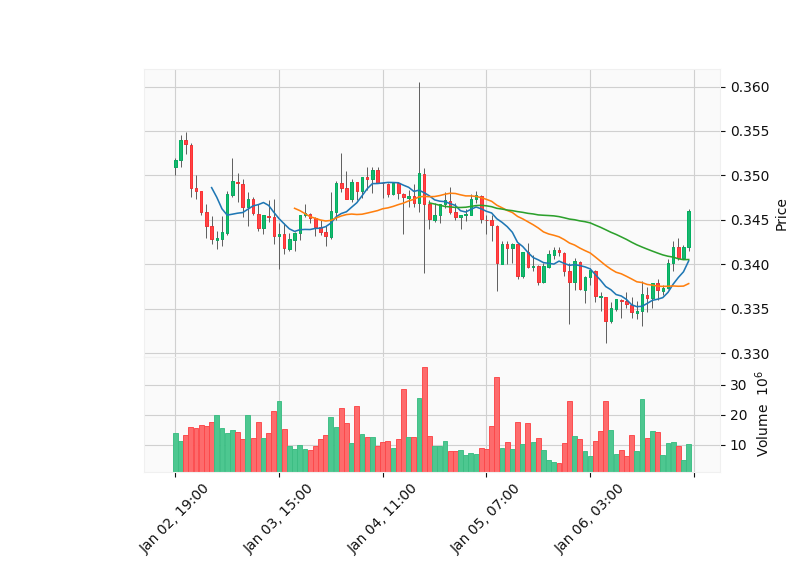 0.360
0.355
0.350
0.345
0.340
0.335
0.330
Price
30
20
10
Volume 10⁶
Jan 02, 19:00
Jan 03, 15:00
Jan 04, 11:00
Jan 05, 07:00
Jan 06, 03:00